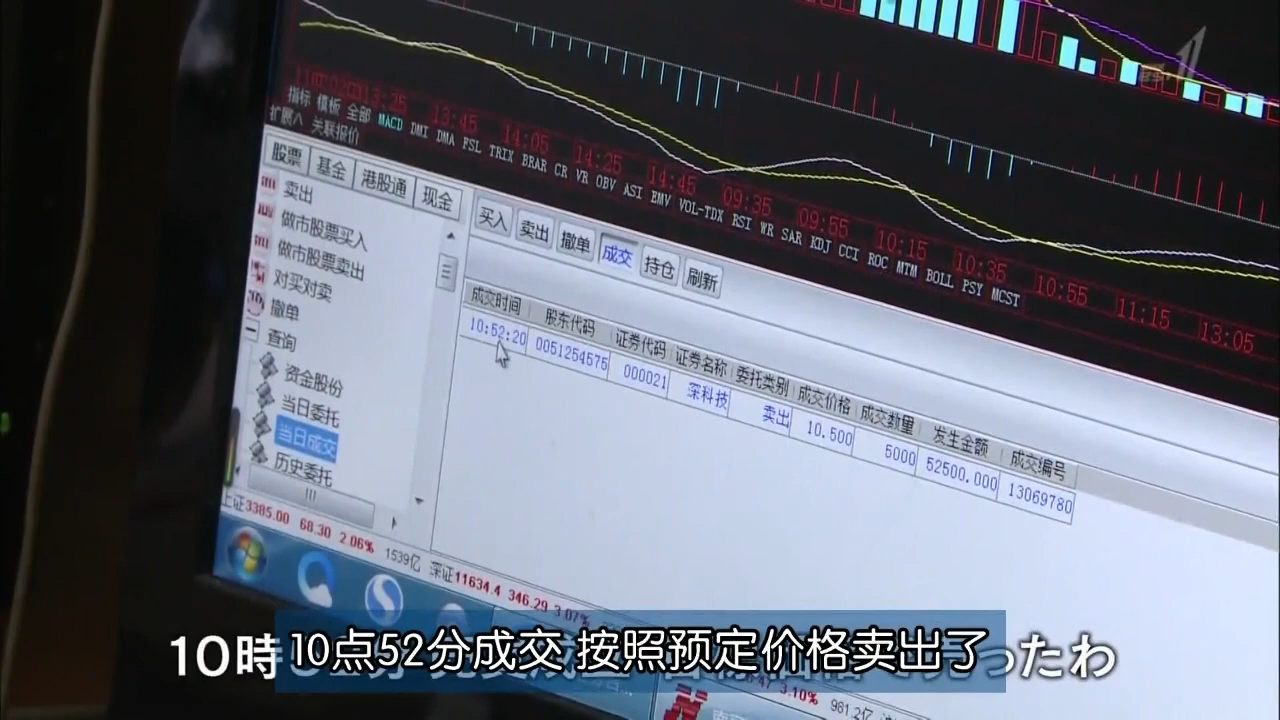 指标 模板 全部 MACD DMI DMA FSL TRIX BRAR CR VR OBV ASI EMV VOL-TDX RSI WR SAR KDJ CCI ROC MTM BOLL PSY MCST
13:45 14:05 14:25 14:45 09:35 09:55 10:15 10:35 10:55 11:15 13:05
扩展∧ 关联报价
股票 基金 港股通 现金
卖出
做市股票买入
做市股票卖出
对买对卖
撤单
查询
资金股份
当日委托
当日成交
历史委托
买入 卖出 撤单 成交 持仓 刷新
成交时间 股东代码 证券代码 证券名称 委托类别 成交价格 成交数量 发生金额 成交编号
10:52:20 0051254575 000021 深科技 卖出 10.500 5000 52500.000 13069780
上证3385.00 68.30 2.06% 1539亿 深证11634.4 346.29 3.07%
3.10% 981.2亿
10時
ったわ
10点52分成交 按照预定价格卖出了